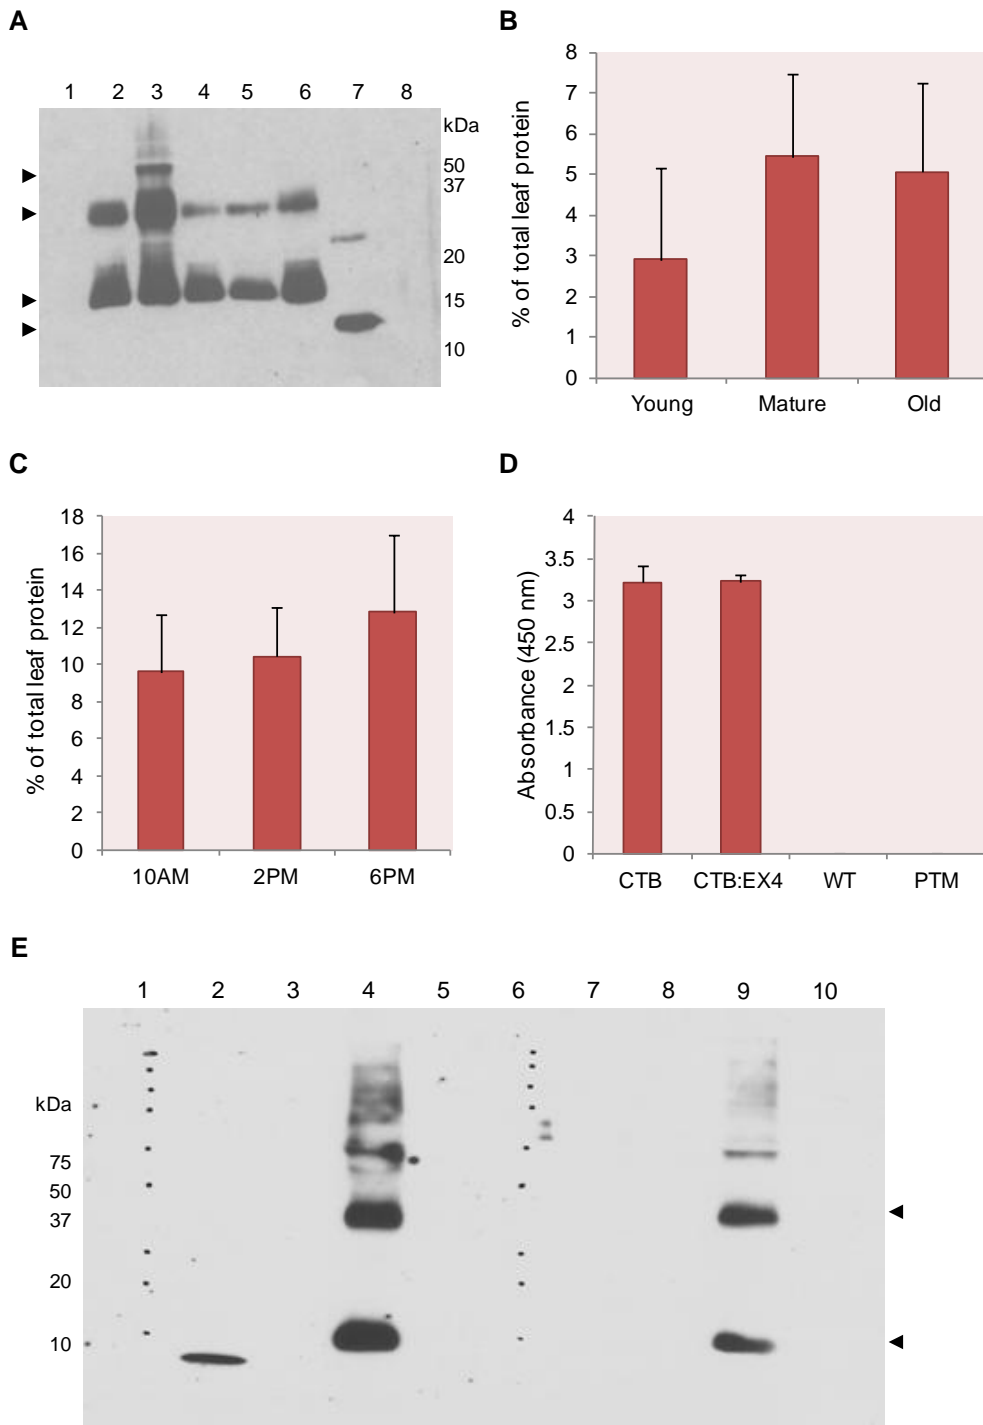 A
1 2 3 4 5 6 7 8
kDa
50
37
20
15
10
B
% of total leaf protein
8
7
6
5
4
3
2
1
0
Young Mature Old
C
% of total leaf protein
18
16
14
12
10
8
6
4
2
0
10AM 2PM 6PM
D
Absorbance (450 nm)
4
3.5
3
2.5
2
1.5
1
0.5
0
CTB CTB:EX4 WT PTM
E
1 2 3 4 5 6 7 8 9 10
kDa
75
50
37
20
10